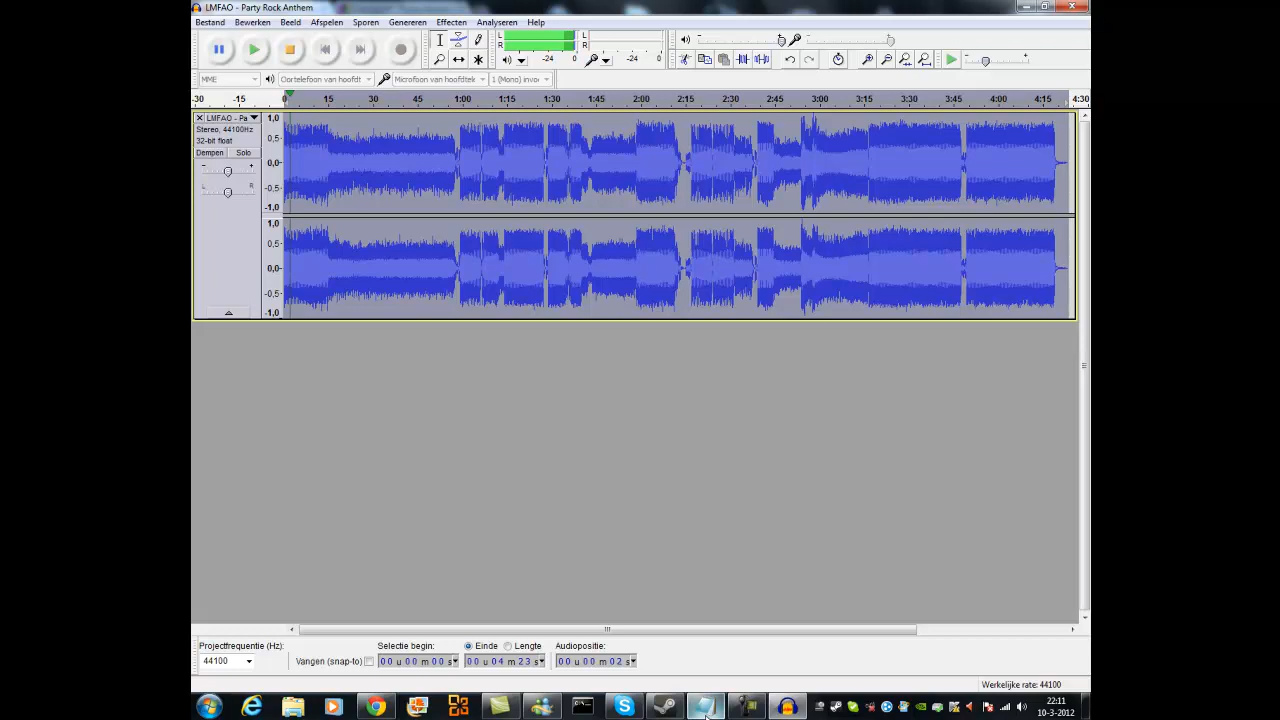 LMFAO - Party Rock Anthem
Bestand Bewerken Beeld Afspelen Sporen Genereren Effecten Analyseren Help
L R -24 0 L R -24 0
MME Oortelefoon van hoofdt Microfoon van hoofdtek 1 (Mono) invoe
-30 -15 0 15 30 45 1:00 1:15 1:30 1:45 2:00 2:15 2:30 2:45 3:00 3:15 3:30 3:45 4:00 4:15 4:30
LMFAO - Pa
Stereo, 44100Hz
32-bit float
Dempen Solo
- +
L R
1,0
0,5-
0,0-
-0,5-
-1,0
1,0
0,5-
0,0-
-0,5-
-1,0
Projectfrequentie (Hz): Selectie begin: Einde Lengte Audiopositie:
44100 Vangen (snap-to) 00 u 00 m 00 s 00 u 04 m 23 s 00 u 00 m 02 s
Werkelijke rate: 44100
22:11
10-3-2012